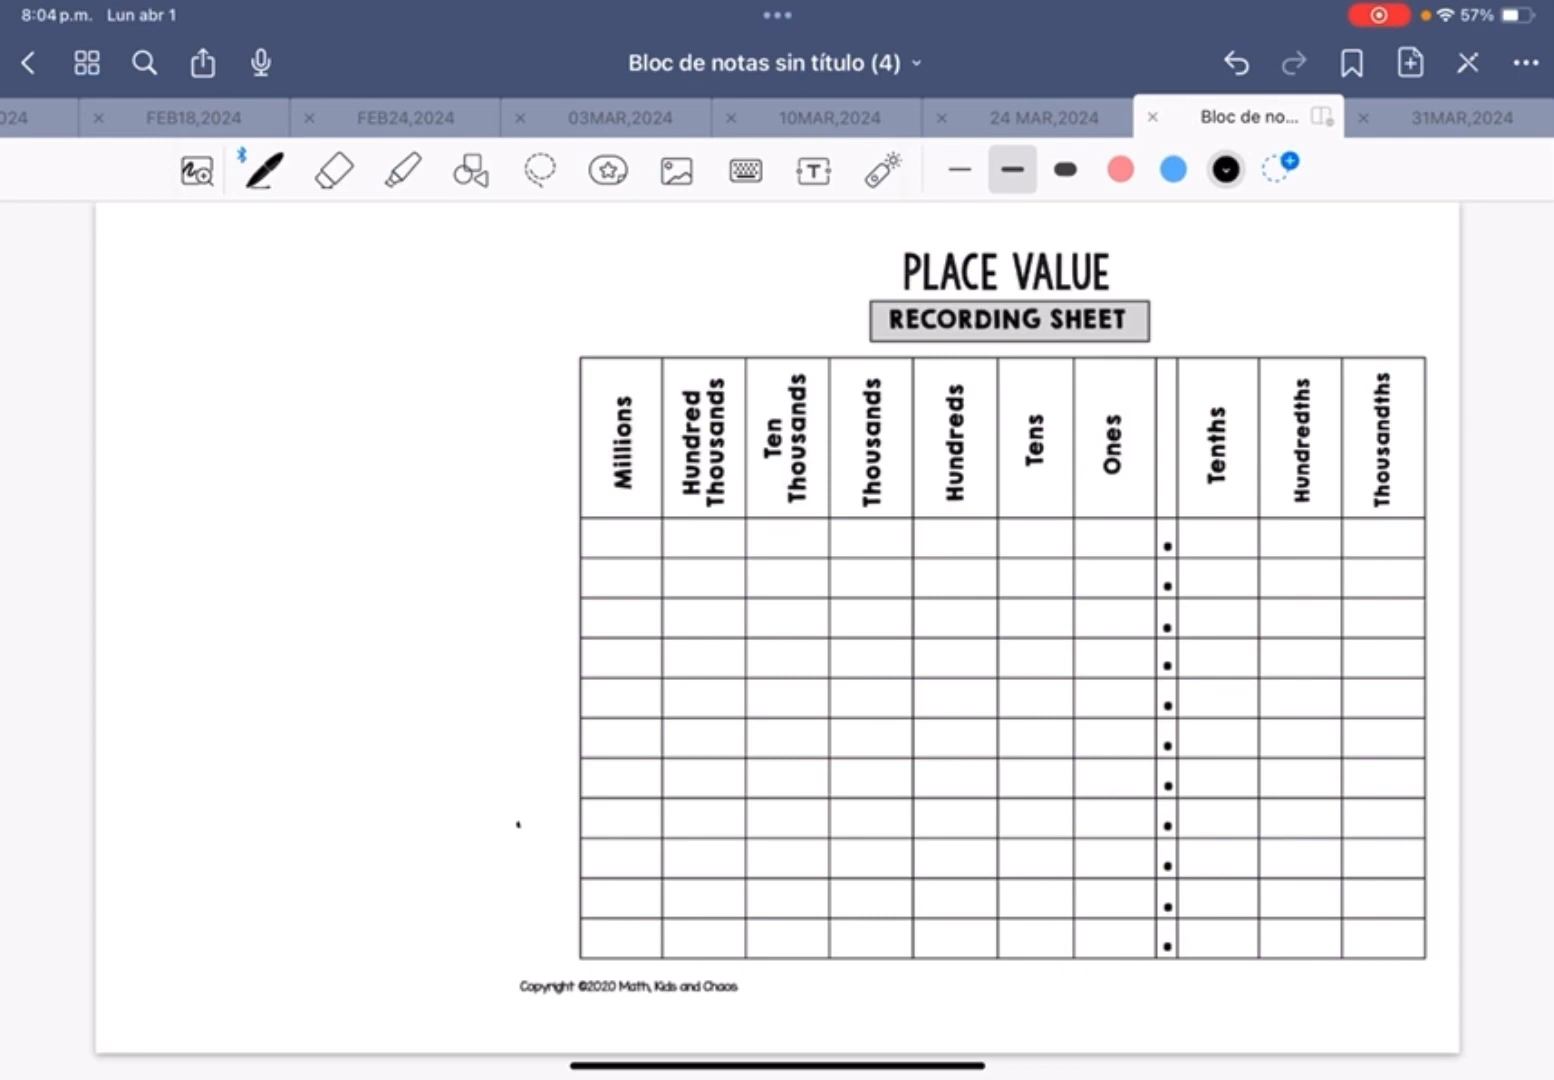 8:04 p.m. Lun abr 1
57%
Bloc de notas sin título (4)
024
FEB18,2024
FEB24,2024
03MAR,2024
10MAR,2024
24 MAR,2024
Bloc de no...
31MAR,2024
T
PLACE VALUE
RECORDING SHEET
Millions
Hundred Thousands
Ten Thousands
Thousands
Hundreds
Tens
Ones
Tenths
Hundredths
Thousandths
Copyright ©2020 Math, Kids and Chaos